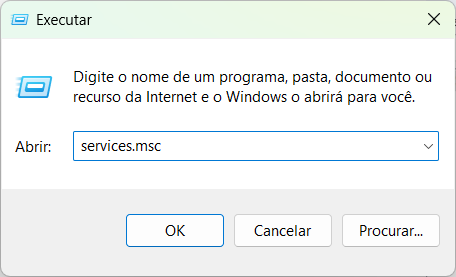 Executar
Digite o nome de um programa, pasta, documento ou
recurso da Internet e o Windows o abrirá para você.
Abrir: services.msc
OK Cancelar Procurar...